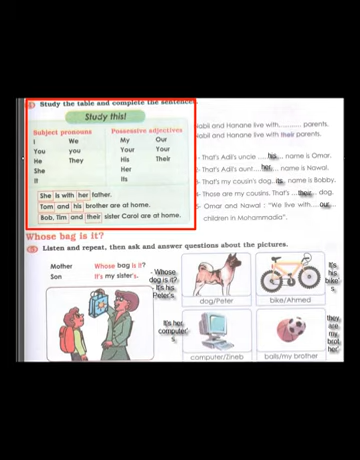 Study the table and complete the sentences.
Study this!
Subject pronouns
Possessive adjectives
I We My Our
You you Your Your
He They His Their
She Her
It Its
She is with her father.
Tom and his brother are at home.
Bob, Tim and their sister Carol are at home.
Nabil and Hanane live with........... parents.
Nabil and Hanane live with their parents.
- That's Adil's uncle ....his... name is Omar.
- That's Adil's aunt....her... name is Nawal.
- That's my cousin's dog..its.. name is Bobby.
- Those are my cousins. That's ...their... dog.
- Omar and Nawal : "We live with....our....
children in Mohammadia".
Whose bag is it?
Listen and repeat, then ask and answer questions about the pictures.
Mother Whose bag is it?
Son It's my sister's.
- Whose
dog is it?
- It's his
Peter's
dog/Peter
bike/Ahmed
It's
his
bike'
s.
It's her
computer'
s.
computer/Zineb
balls/my brother
they
are
my